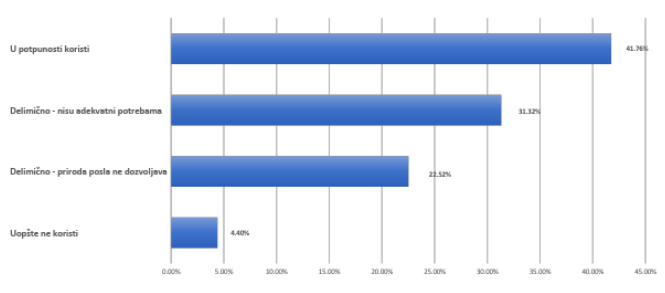 U potpunosti koristi
41.76%
Delimično - nisu adekvatni potrebama
31.32%
Delimično - priroda posla ne dozvoljava
22.52%
Uopšte ne koristi
4.40%
0.00% 5.00% 10.00% 15.00% 20.00% 25.00% 30.00% 35.00% 40.00% 45.00%